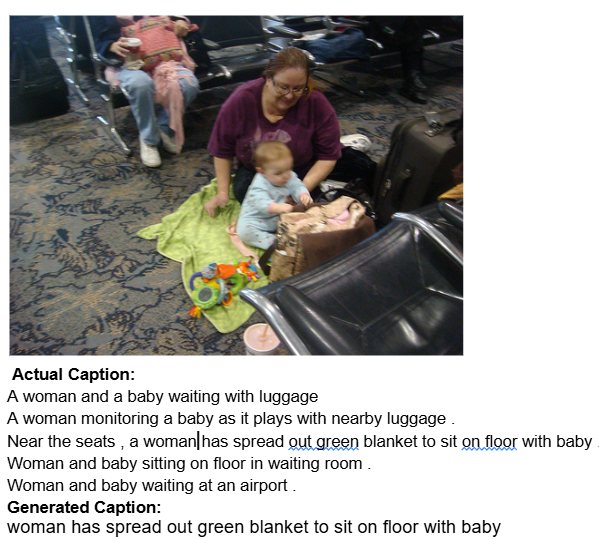 Actual Caption:
A woman and a baby waiting with luggage
A woman monitoring a baby as it plays with nearby luggage .
Near the seats , a woman has spread out green blanket to sit on floor with baby .
Woman and baby sitting on floor in waiting room .
Woman and baby waiting at an airport .
Generated Caption:
woman has spread out green blanket to sit on floor with baby